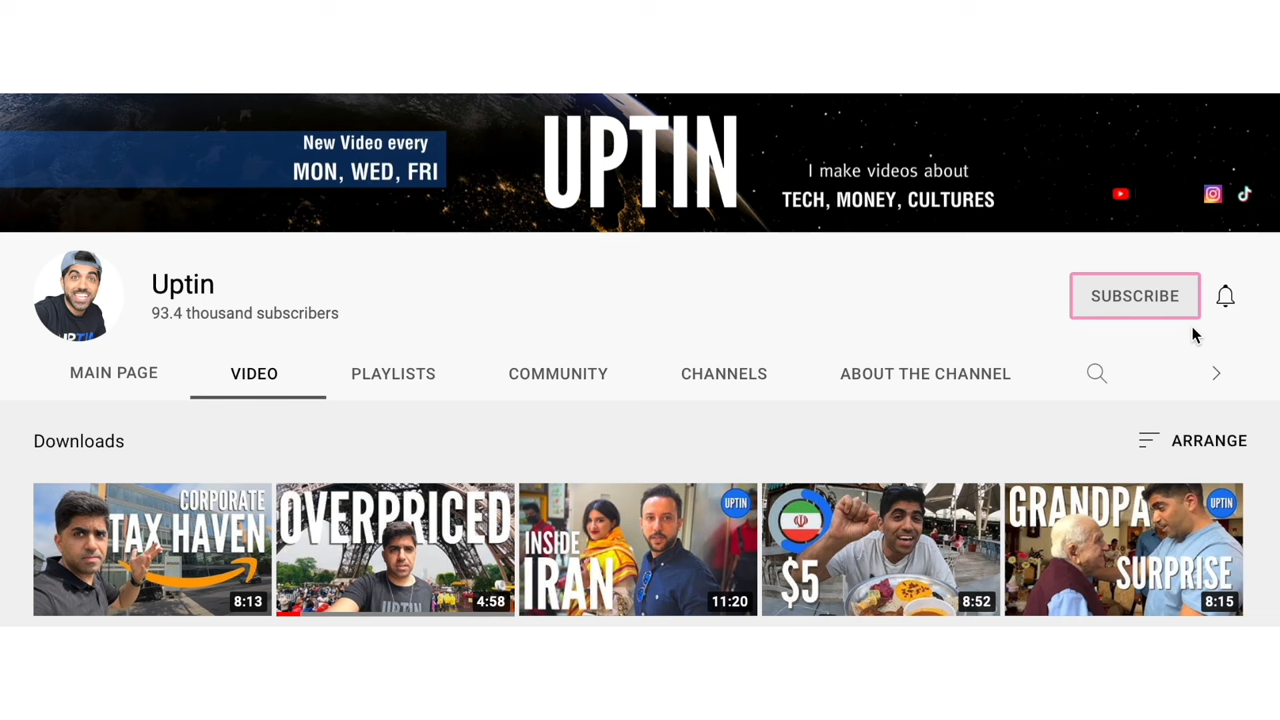 New Video every
MON, WED, FRI
UPTIN
I make videos about
TECH, MONEY, CULTURES
Uptin
93.4 thousand subscribers
SUBSCRIBE
MAIN PAGE
VIDEO
PLAYLISTS
COMMUNITY
CHANNELS
ABOUT THE CHANNEL
Downloads
ARRANGE
CORPORATE
TAX HAVEN
8:13
OVERPRICED
UPTIN
4:58
UPTIN
INSIDE
IRAN
11:20
$5
8:52
GRANDPA
UPTIN
SURPRISE
8:15